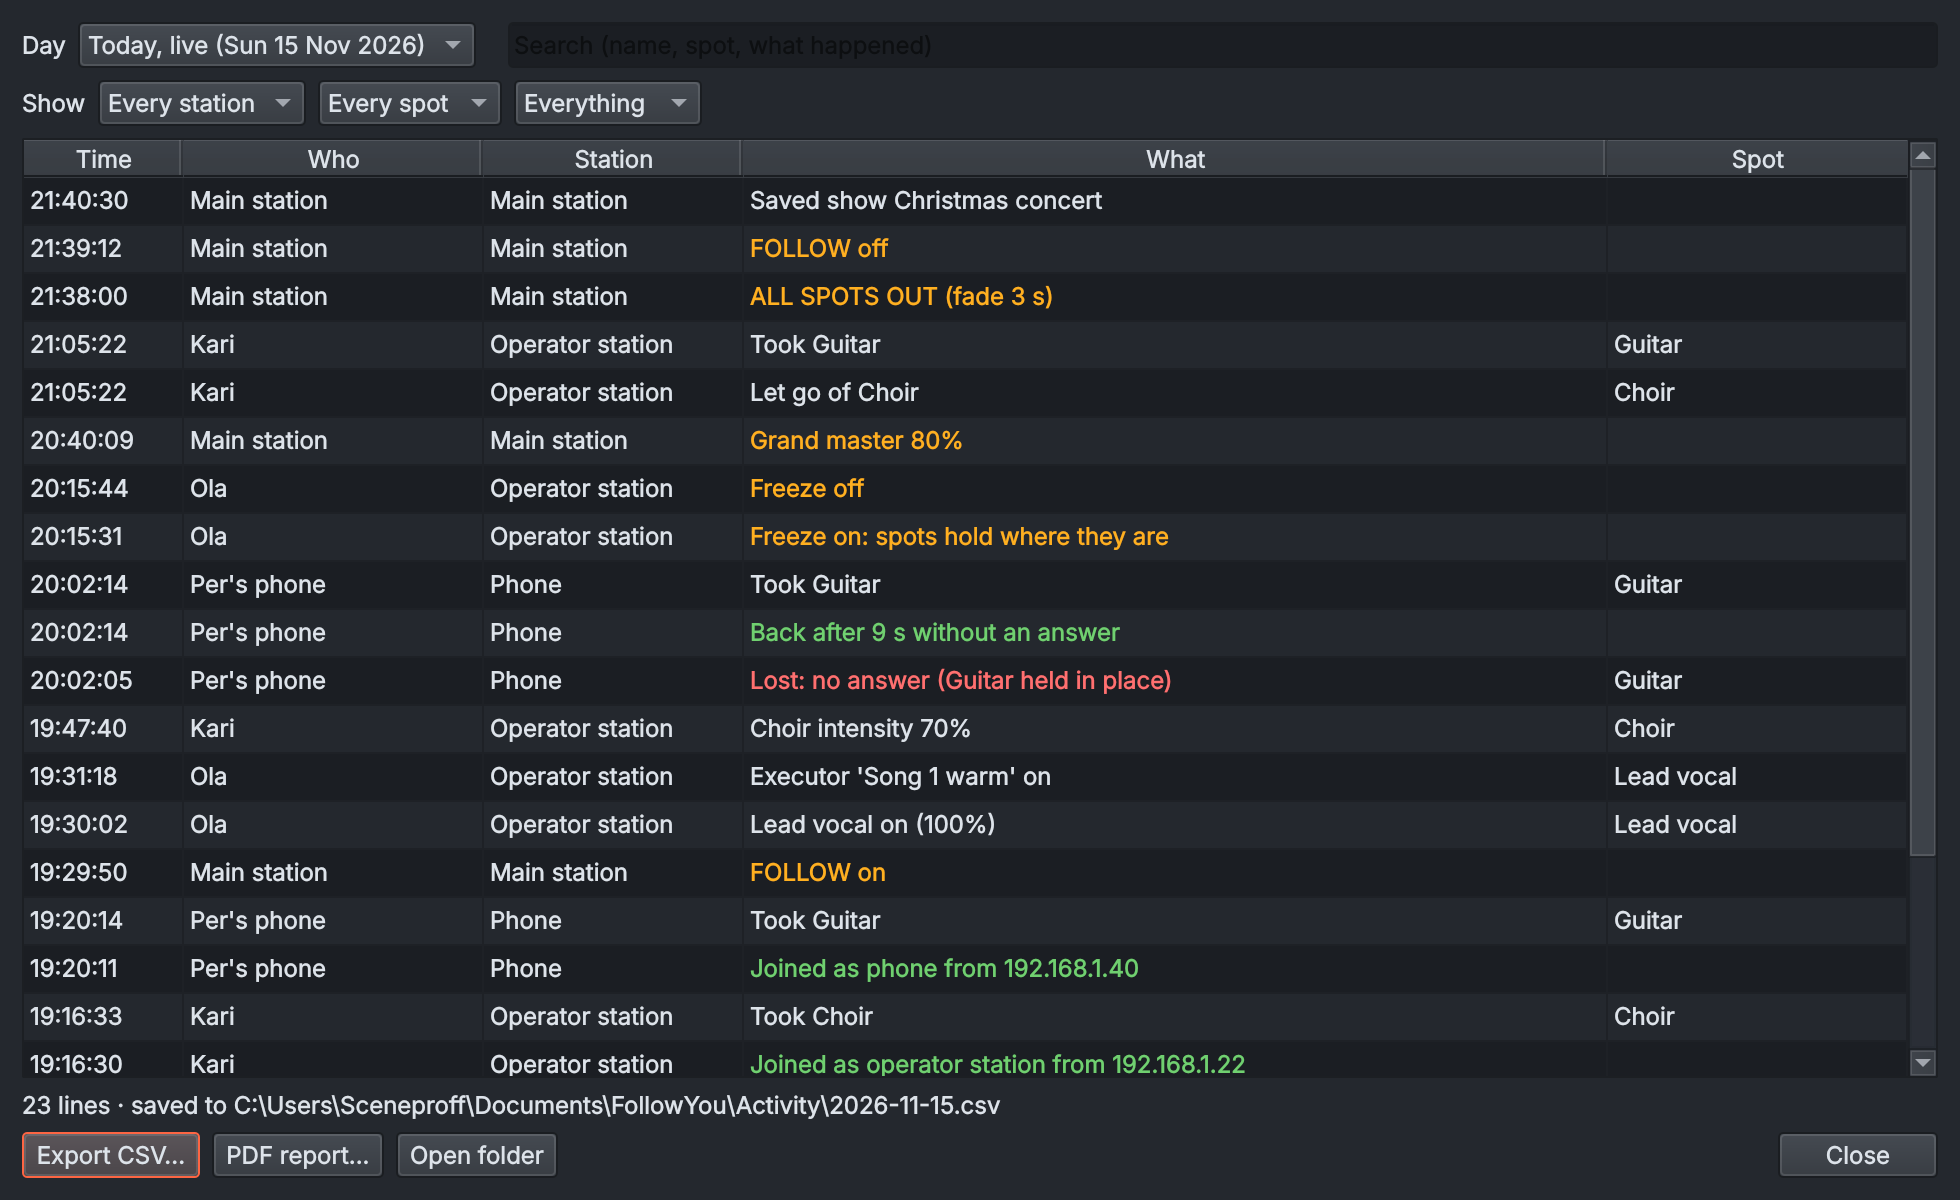 Day Today, live (Sun 15 Nov 2026) Search (name, spot, what happened)
Show Every station Every spot Everything
Time Who Station What Spot
21:40:30 Main station Main station Saved show Christmas concert
21:39:12 Main station Main station FOLLOW off
21:38:00 Main station Main station ALL SPOTS OUT (fade 3 s)
21:05:22 Kari Operator station Took Guitar Guitar
21:05:22 Kari Operator station Let go of Choir Choir
20:40:09 Main station Main station Grand master 80%
20:15:44 Ola Operator station Freeze off
20:15:31 Ola Operator station Freeze on: spots hold where they are
20:02:14 Per's phone Phone Took Guitar Guitar
20:02:14 Per's phone Phone Back after 9 s without an answer
20:02:05 Per's phone Phone Lost: no answer (Guitar held in place) Guitar
19:47:40 Kari Operator station Choir intensity 70% Choir
19:31:18 Ola Operator station Executor 'Song 1 warm' on Lead vocal
19:30:02 Ola Operator station Lead vocal on (100%) Lead vocal
19:29:50 Main station Main station FOLLOW on
19:20:14 Per's phone Phone Took Guitar Guitar
19:20:11 Per's phone Phone Joined as phone from 192.168.1.40
19:16:33 Kari Operator station Took Choir Choir
19:16:30 Kari Operator station Joined as operator station from 192.168.1.22
23 lines · saved to C:\Users\Sceneproff\Documents\FollowYou\Activity\2026-11-15.csv
Export CSV... PDF report... Open folder Close